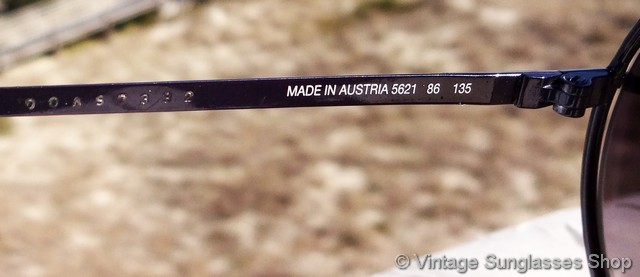 MADE IN AUSTRIA 5621 86 135
© Vintage Sunglasses Shop